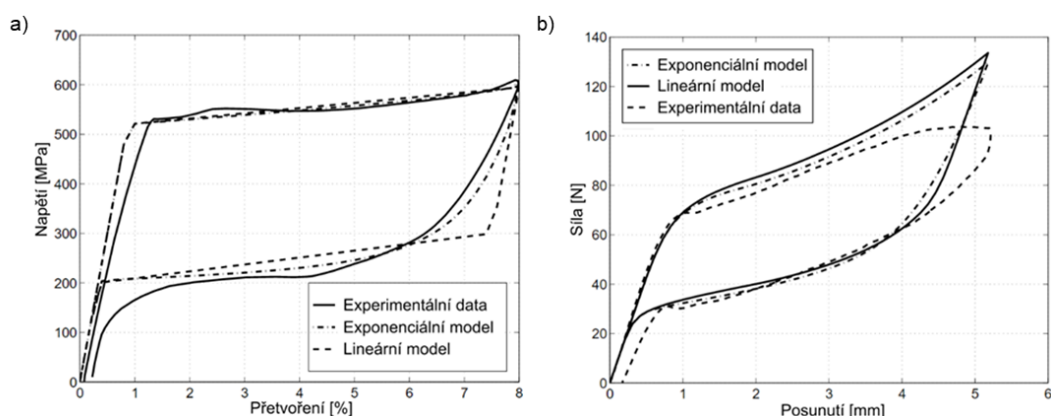 a)
700
600
500
400
300
200
100
0
Napětí [MPa]
0 1 2 3 4 5 6 7 8
Přetvoření [%]
Experimentální data
Exponenciální model
Lineární model
b)
140
120
100
80
60
40
20
0
Síla [N]
0 1 2 3 4 5 6
Posunutí [mm]
Exponenciální model
Lineární model
Experimentální data